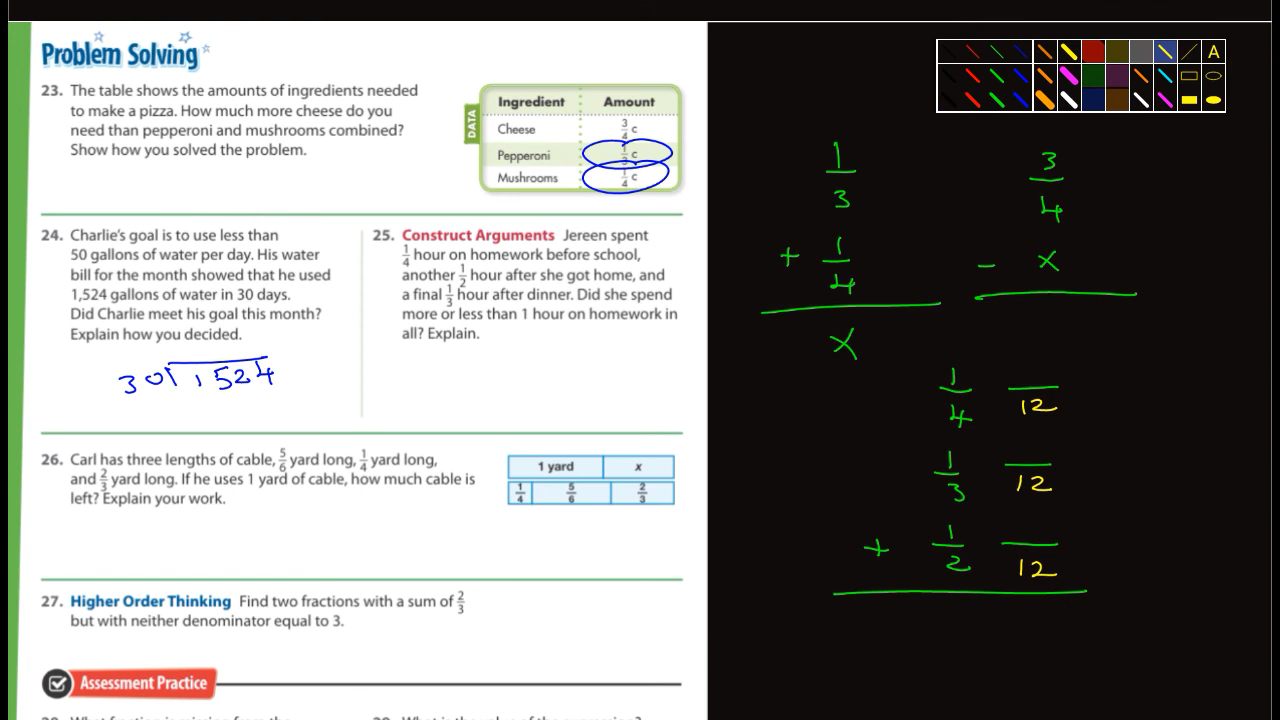 Problem Solving
23. The table shows the amounts of ingredients needed
to make a pizza. How much more cheese do you
need than pepperoni and mushrooms combined?
Show how you solved the problem.
DATA
Ingredient Amount
Cheese 3/4 c
Pepperoni 1/3 c
Mushrooms 1/4 c
24. Charlie's goal is to use less than
50 gallons of water per day. His water
bill for the month showed that he used
1,524 gallons of water in 30 days.
Did Charlie meet his goal this month?
Explain how you decided.
30 1524
25. Construct Arguments Jereen spent
1/4 hour on homework before school,
another 1/2 hour after she got home, and
a final 1/3 hour after dinner. Did she spend
more or less than 1 hour on homework in
all? Explain.
26. Carl has three lengths of cable, 5/6 yard long, 1/4 yard long,
and 2/3 yard long. If he uses 1 yard of cable, how much cable is
left? Explain your work.
1 yard x
1/4 5/6 2/3
27. Higher Order Thinking Find two fractions with a sum of 2/3
but with neither denominator equal to 3.
Assessment Practice
A
1/3
+ 1/4
x
3/4
- x
1/4 /12
1/3 /12
+ 1/2 /12